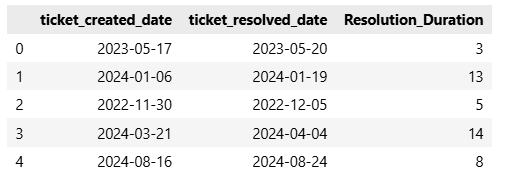 ticket_created_date ticket_resolved_date Resolution_Duration
0 2023-05-17 2023-05-20 3
1 2024-01-06 2024-01-19 13
2 2022-11-30 2022-12-05 5
3 2024-03-21 2024-04-04 14
4 2024-08-16 2024-08-24 8